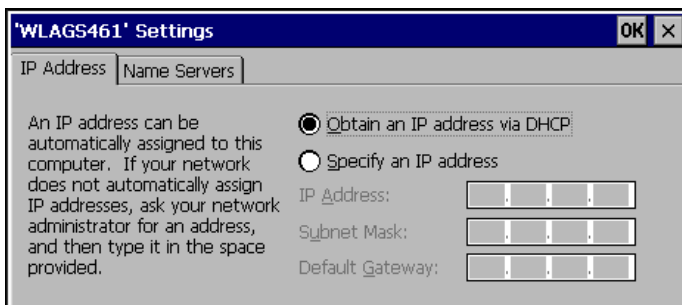 'WLAGS461' Settings OK ×
IP Address Name Servers
An IP address can be
automatically assigned to this
computer. If your network
does not automatically assign
IP addresses, ask your network
administrator for an address,
and then type it in the space
provided.
Obtain an IP address via DHCP
Specify an IP address
IP Address:
Subnet Mask:
Default Gateway: